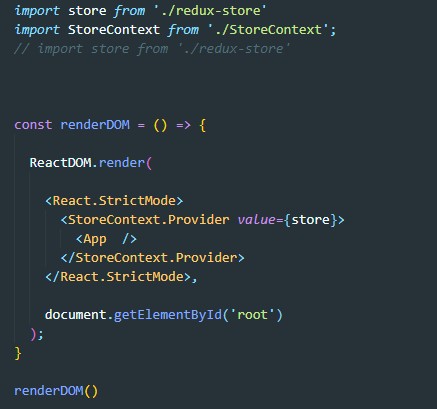 import store from './redux-store'
import StoreContext from './StoreContext';
// import store from './redux-store'
const renderDOM = () => {
ReactDOM.render(
<React.StrictMode>
<StoreContext.Provider value={store}>
<App  />
</StoreContext.Provider>
</React.StrictMode>,
document.getElementById('root')
);
}
renderDOM()